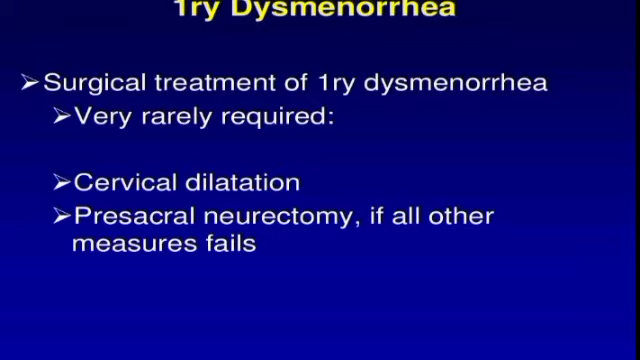 1ry Dysmenorrhea
➢Surgical treatment of 1ry dysmenorrhea
➢Very rarely required:
➢Cervical dilatation
➢Presacral neurectomy, if all other
measures fails